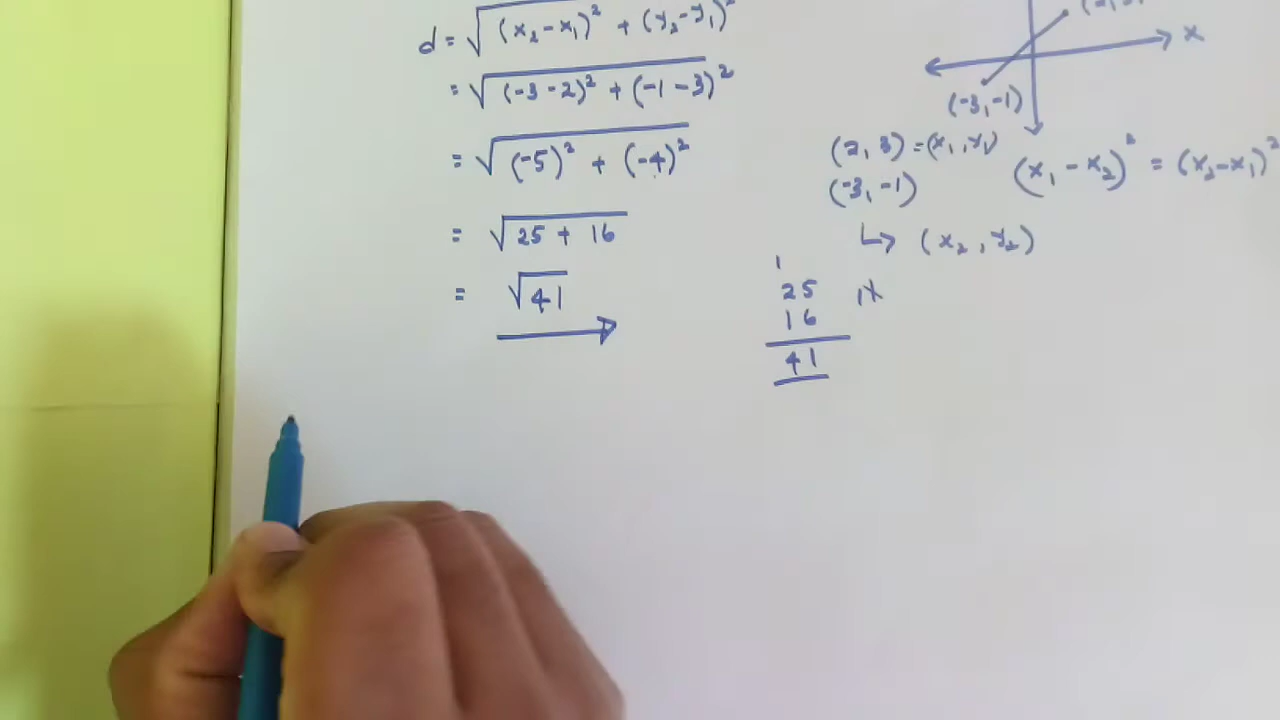 d = √(x₂ - x₁)² + (y₂ - y₁)²
= √(-3 - 2)² + (-1 - 3)²
= √(-5)² + (-4)²
= √25 + 16
= √41
x
(-3, -1)
(2, 3) = (x₁, y₁)
(-3, -1)
↳ (x₂, y₂)
(x₁ - x₂)² = (x₂ - x₁)²
1
25
16
41